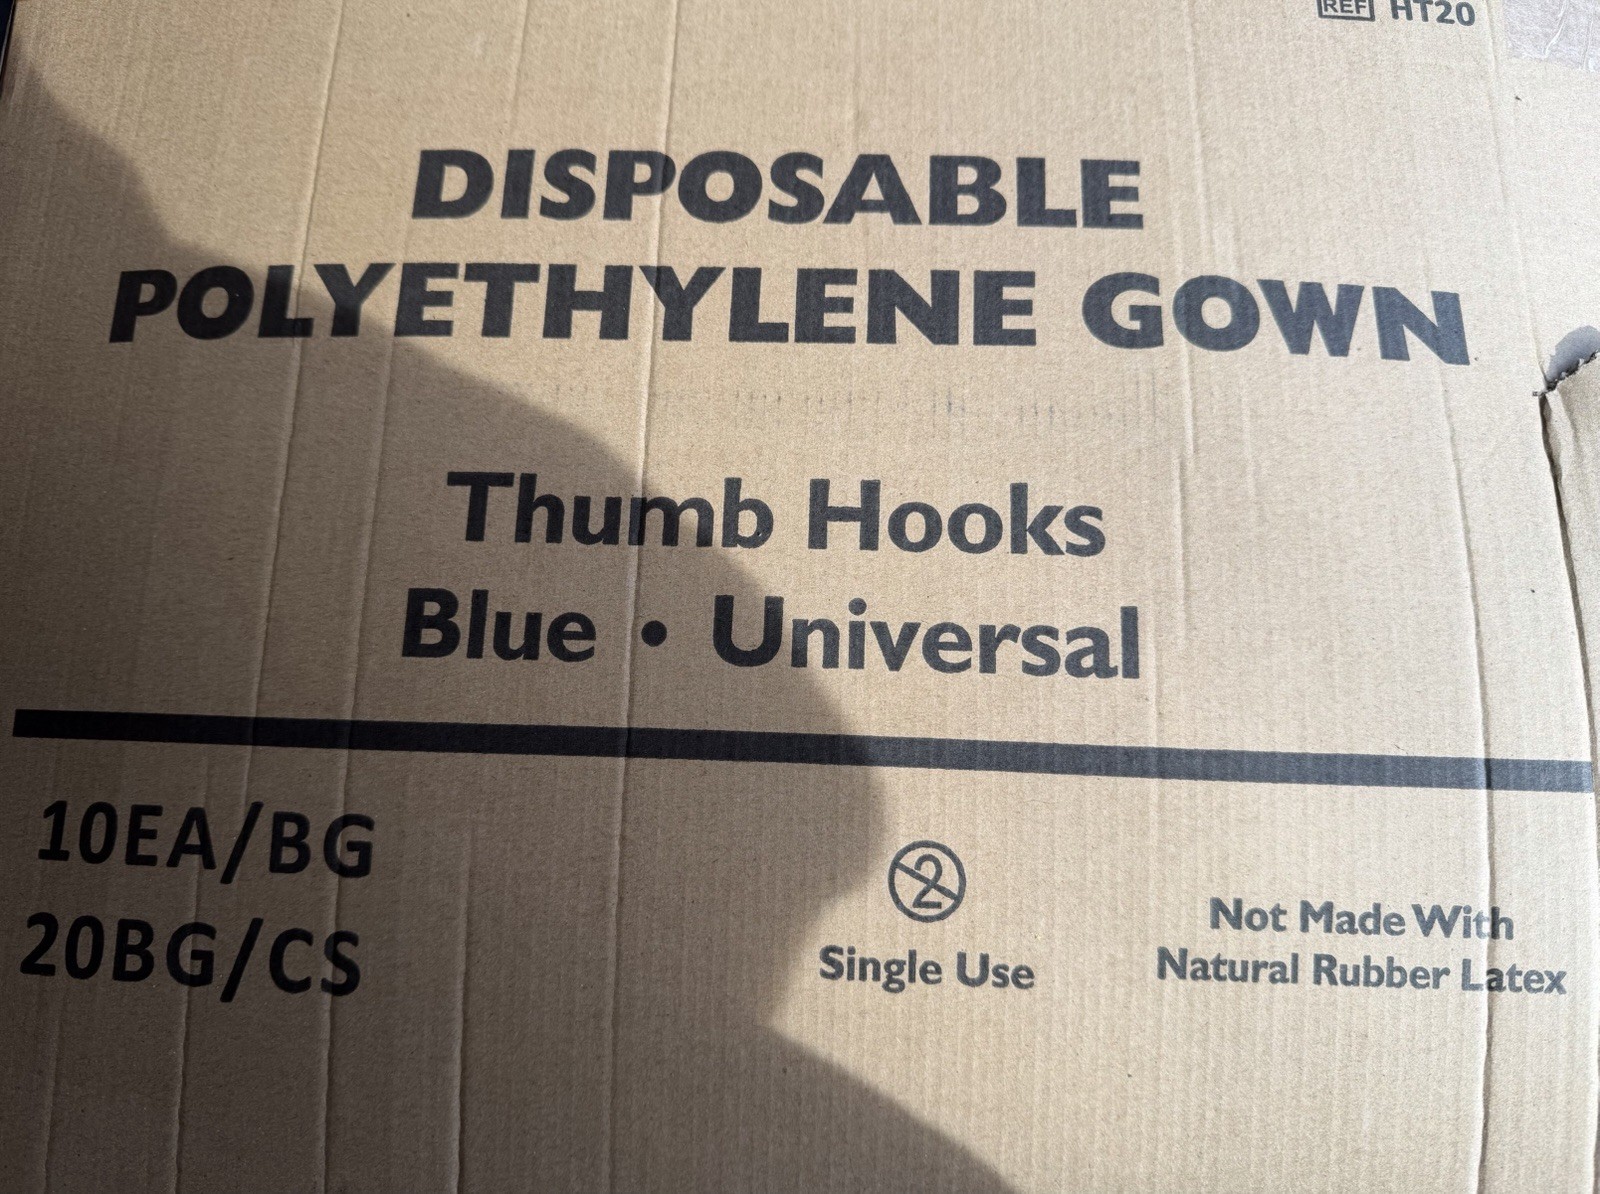 REF HT20
DISPOSABLE
POLYETHYLENE GOWN
Thumb Hooks
Blue • Universal
10EA/BG
20BG/CS
2
Single Use
Not Made With
Natural Rubber Latex